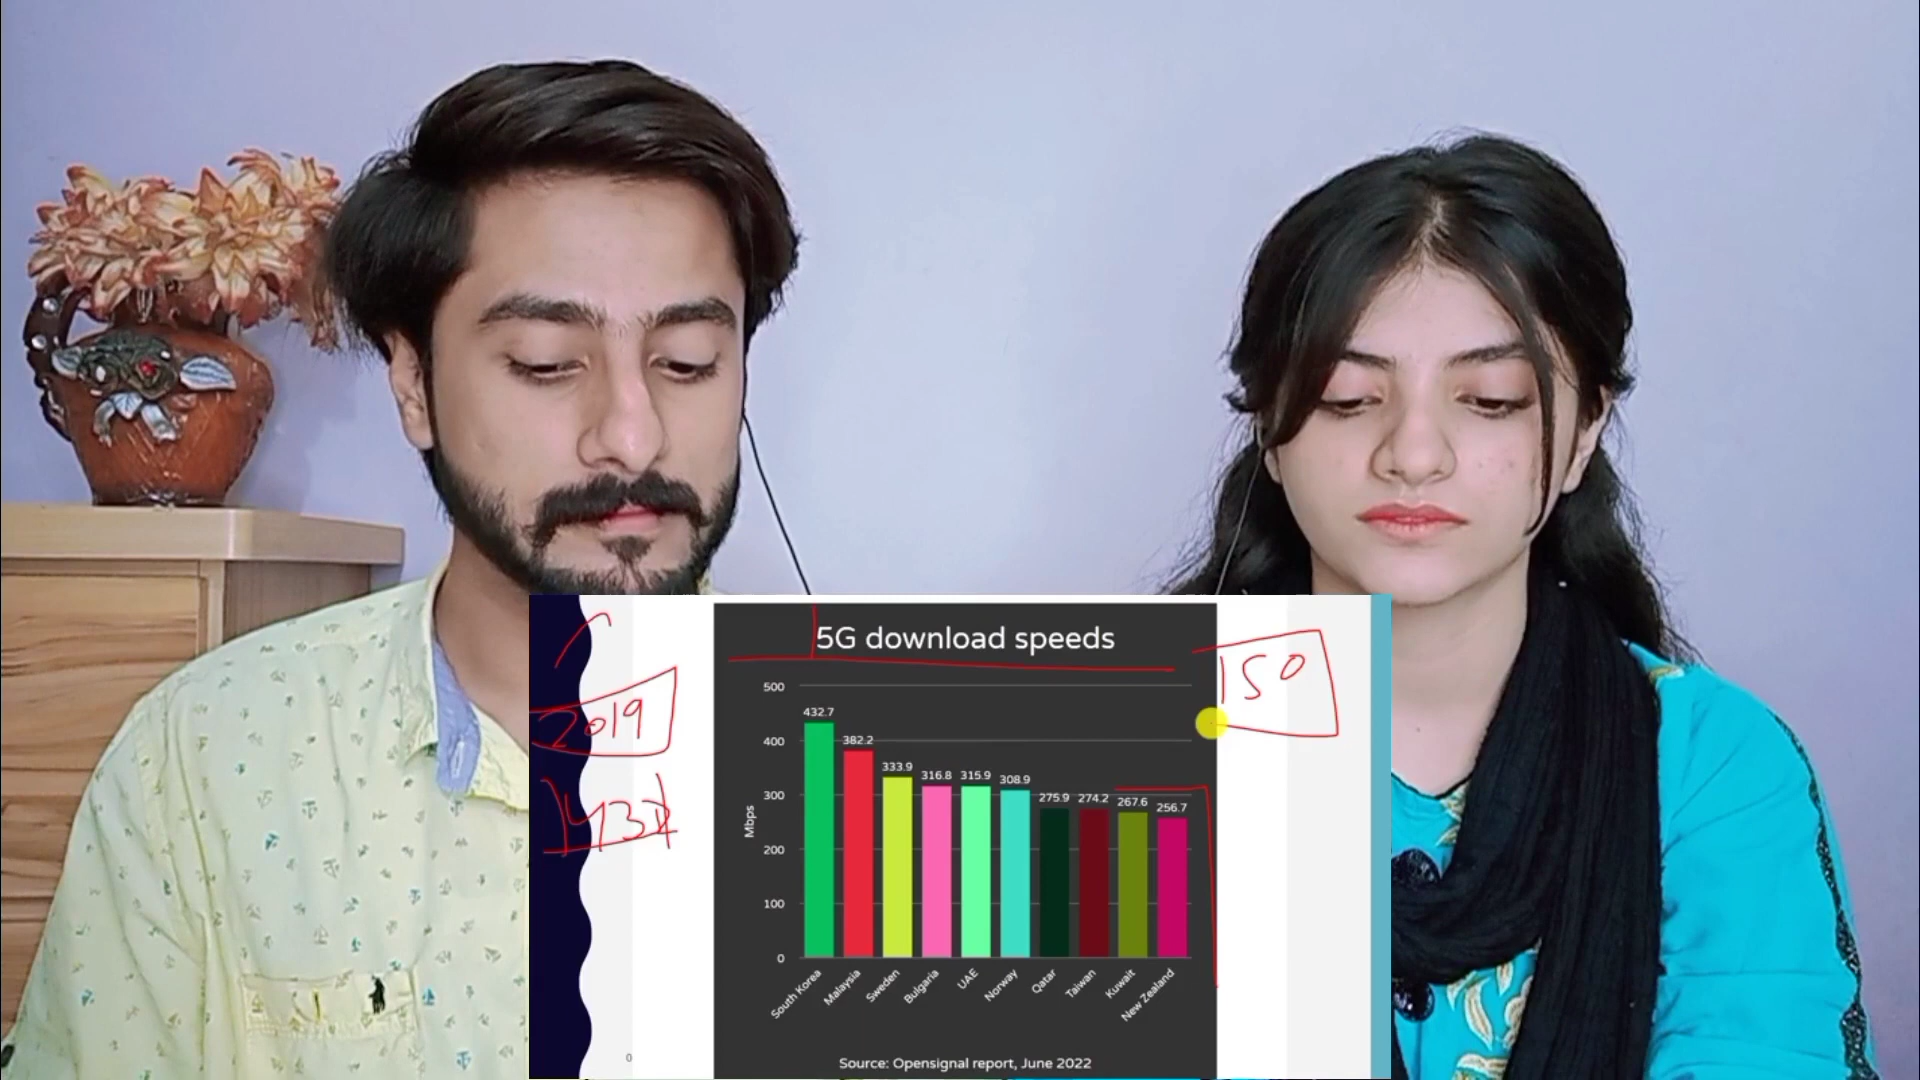 5G download speeds
150
2019
500
432.7
400
382.2
333.9
316.8
315.9
308.9
300
275.9
274.2
267.6
256.7
Mbps
200
100
0
South Korea
Malaysia
Sweden
Bulgaria
UAE
Norway
Qatar
Taiwan
Kuwait
New Zealand
0
Source: Opensignal report, June 2022